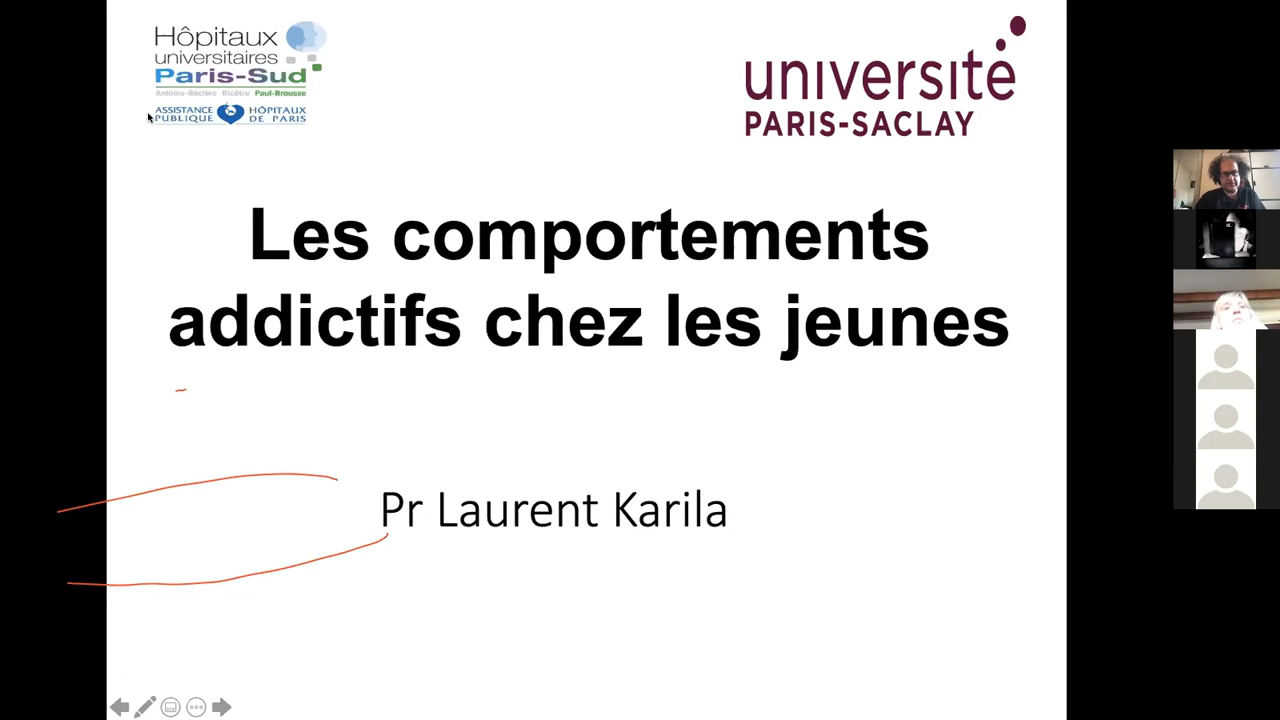 Hôpitaux
universitaires
Paris-Sud
Antoine-Béclère Bicêtre Paul-Brousse
ASSISTANCE HÔPITAUX
PUBLIQUE DE PARIS
université
PARIS-SACLAY
Les comportements
addictifs chez les jeunes
Pr Laurent Karila